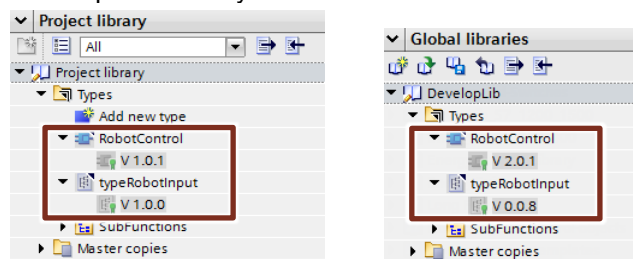 Project library
All
Project library
Types
Add new type
RobotControl
V 1.0.1
typeRobotInput
V 1.0.0
SubFunctions
Master copies
Global libraries
DevelopLib
Types
RobotControl
V 2.0.1
typeRobotInput
V 0.0.8
SubFunctions
Master copies